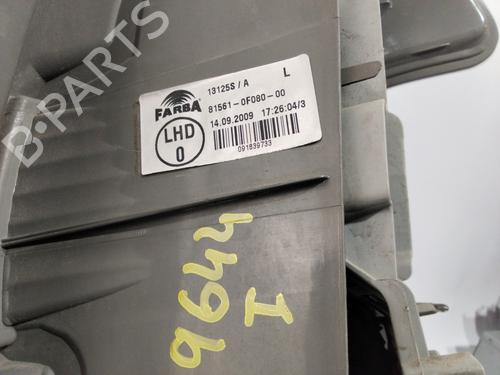 B-PARTS
FARBA
13125S / A L
81561-0F080-00
14.09.2009 17:26:04/3
LHD
0
091839733
9644
I